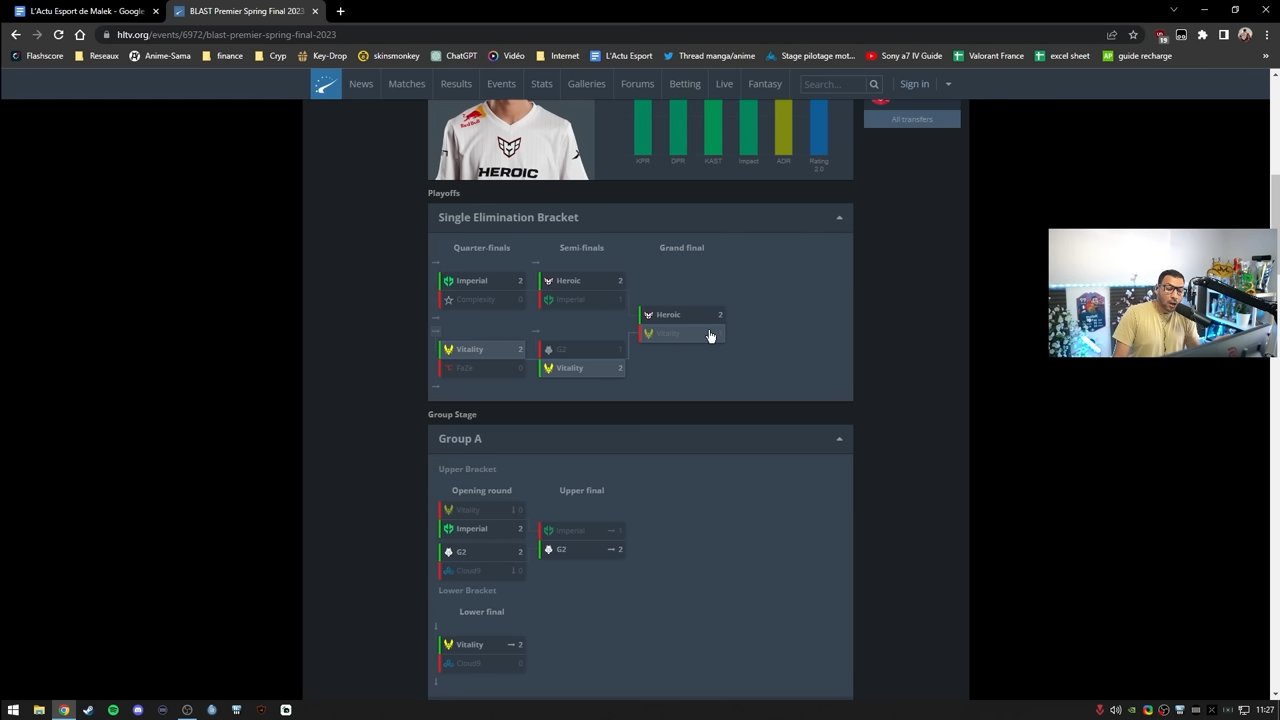 L'Actu Esport de Malek - Google
BLAST Premier Spring Final 2023
hltv.org/events/6972/blast-premier-spring-final-2023
19
Flashscore
Reseaux
Anime-Sama
finance
Cryp
Key-Drop
skinsmonkey
ChatGPT
Vidéo
Internet
L'Actu Esport
Thread manga/anime
Stage pilotage mot...
Sony a7 IV Guide
Valorant France
excel sheet
guide recharge
News
Matches
Results
Events
Stats
Galleries
Forums
Betting
Live
Fantasy
Search...
Sign in
All transfers
Red Bull
HEROIC
KPR
DPR
KAST
Impact
ADR
Rating
2.0
Playoffs
Single Elimination Bracket
Quarter-finals
Semi-finals
Grand final
Imperial 2
Complexity 0
Heroic 2
Imperial 1
Heroic 2
Vitality
Vitality 2
FaZe 0
G2 1
Vitality 2
Group Stage
Group A
Upper Bracket
Opening round
Upper final
Vitality 0
Imperial 2
G2 2
Cloud9 0
Imperial 1
G2 2
Lower Bracket
Lower final
Vitality 2
Cloud9 0
11:27